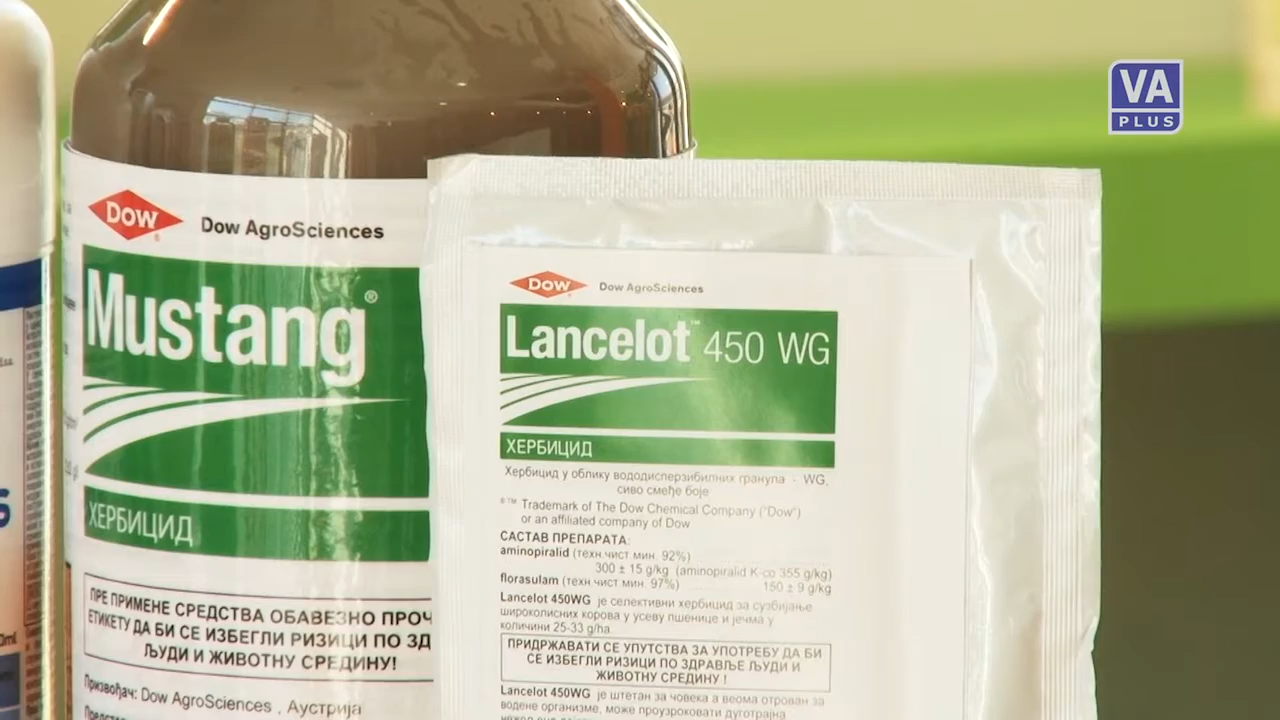 VA
PLUS
DOW
Dow AgroSciences
Mustang®
ХЕРБИЦИД
ПРЕ ПРИМЕНЕ СРЕДСТВА ОБАВЕЗНО ПРОЧ
ЕТИКЕТУ ДА БИ СЕ ИЗБЕГЛИ РИЗИЦИ ПО ЗД
ЉУДИ И ЖИВОТНУ СРЕДИНУ!
Призвођач: Dow AgroSciences , Аустрија
DOW
Dow AgroSciences
Lancelot™ 450 WG
ХЕРБИЦИД
Хербицид у облику вододисперзибилних гранула - WG,
сиво смеђе боје
®™ Trademark of The Dow Chemical Company ("Dow")
or an affiliated company of Dow
САСТАВ ПРЕПАРАТА:
aminopiralid (техн.чист мин. 92%)
300 ± 15 g/kg (aminopiralid K-со 355 g/kg)
florasulam (техн чист мин. 97%) 150 ± 9 g/kg
Lancelot 450WG је селективни хербицид за сузбијање
широколисних корова у усеву пшенице и јечма у
количини 25-33 g/ha
ПРИДРЖАВАТИ СЕ УПУТСТВА ЗА УПОТРЕБУ ДА БИ
СЕ ИЗБЕГЛИ РИЗИЦИ ПО ЗДРАВЉЕ ЉУДИ И
ЖИВОТНУ СРЕДИНУ !
Lancelot 450WG је штетан за човека а веома отрован за
водене организме, може проузроковати дуготрајна